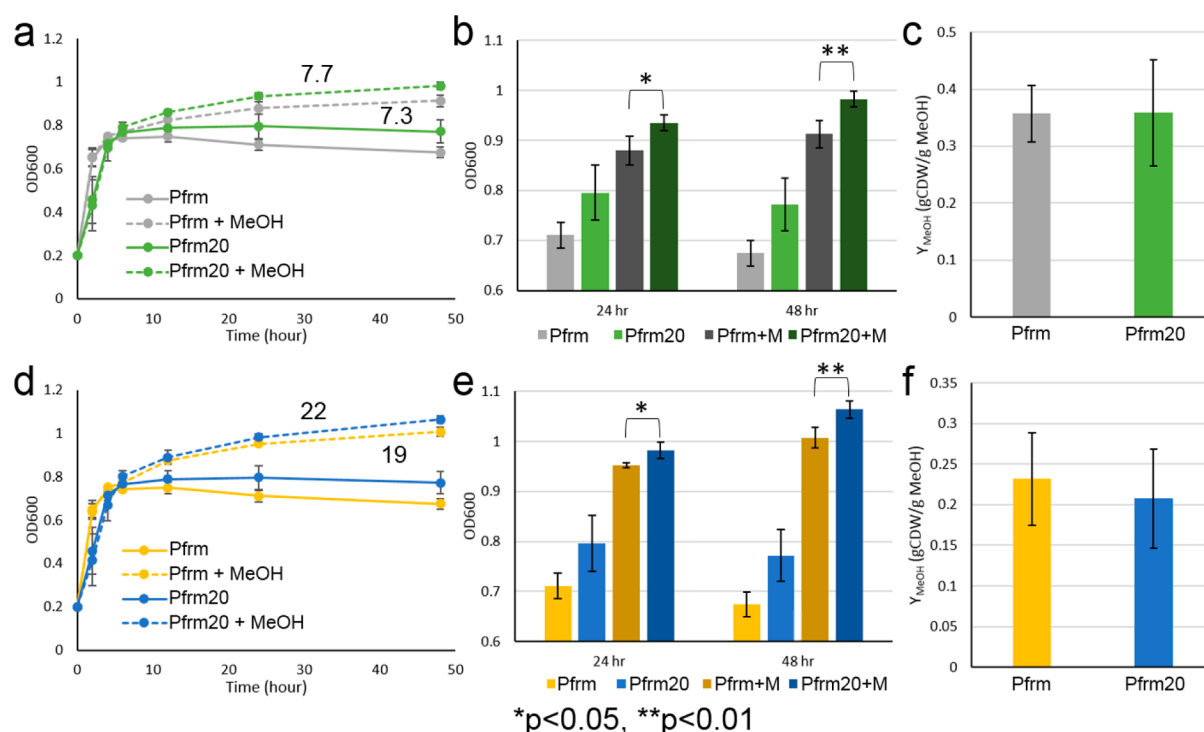 a
1.2
1
0.8
0.6
0.4
0.2
0
OD600
7.7
7.3
Pfrm
Pfrm + MeOH
Pfrm20
Pfrm20 + MeOH
0 10 20 30 40 50
Time (hour)
b
1.1
1
0.9
0.8
0.7
0.6
OD600
*
**
24 hr 48 hr
Pfrm Pfrm20 Pfrm+M Pfrm20+M
c
0.5
0.4
0.3
0.2
0.1
0
Y MeOH (gCDW/g MeOH)
Pfrm Pfrm20
d
1.2
1
0.8
0.6
0.4
0.2
0
OD600
22
19
Pfrm
Pfrm + MeOH
Pfrm20
Pfrm20 + MeOH
0 10 20 30 40 50
Time (hour)
e
1.1
1
0.9
0.8
0.7
0.6
OD600
*
**
24 hr 48 hr
Pfrm Pfrm20 Pfrm+M Pfrm20+M
f
0.35
0.3
0.25
0.2
0.15
0.1
0.05
0
Y MeOH (gCDW/g MeOH)
Pfrm Pfrm20
*p<0.05, **p<0.01